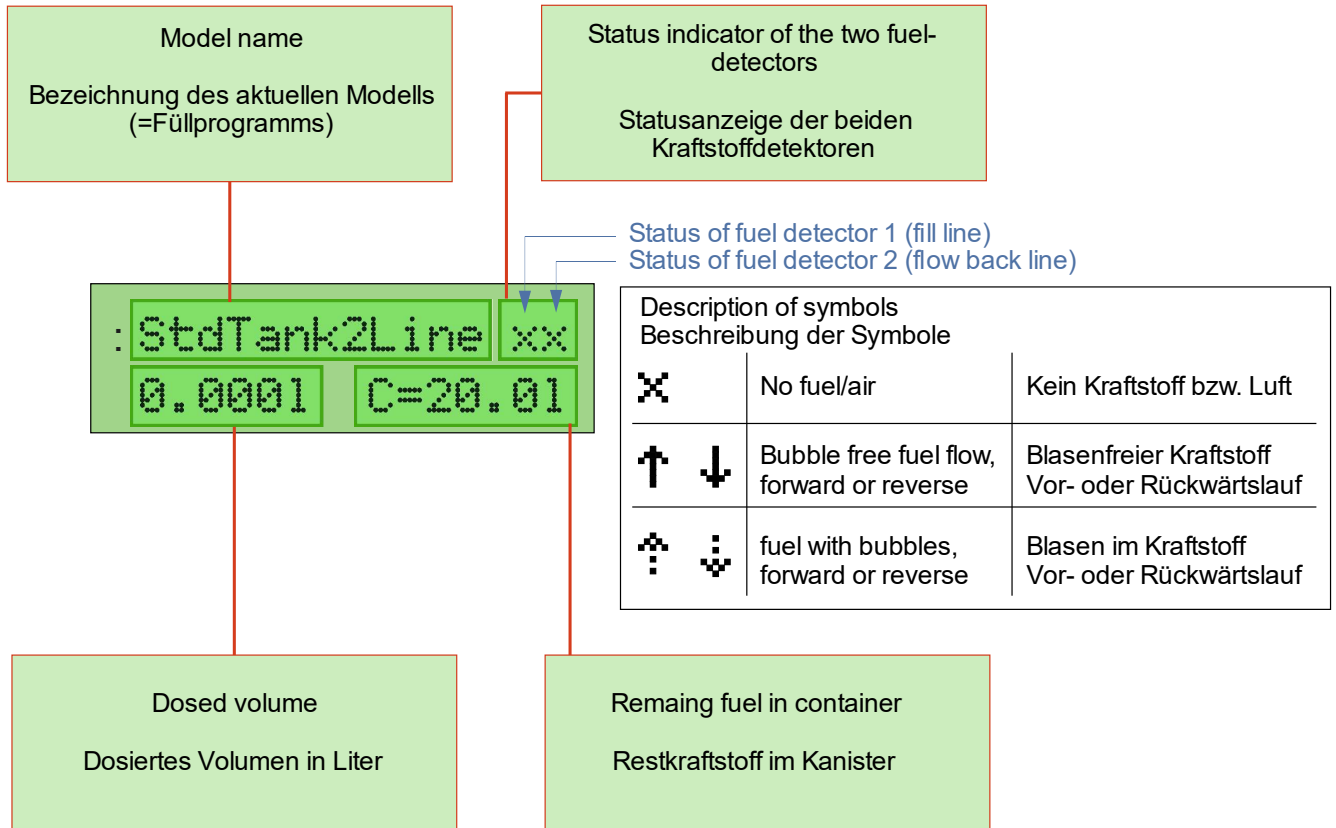 Model name
Bezeichnung des aktuellen Modells
(=Füllprogramms)
Status indicator of the two fuel-
detectors
Statusanzeige der beiden
Kraftstoffdetektoren
Status of fuel detector 1 (fill line)
Status of fuel detector 2 (flow back line)
:StdTank2Line xx
0.000l C=20.0l
Description of symbols
Beschreibung der Symbole
x No fuel/air Kein Kraftstoff bzw. Luft
↑ ↓ Bubble free fuel flow, Blasenfreier Kraftstoff
forward or reverse Vor- oder Rückwärtslauf
⇡ ⇣ fuel with bubbles, Blasen im Kraftstoff
forward or reverse Vor- oder Rückwärtslauf
Dosed volume
Dosiertes Volumen in Liter
Remaing fuel in container
Restkraftstoff im Kanister